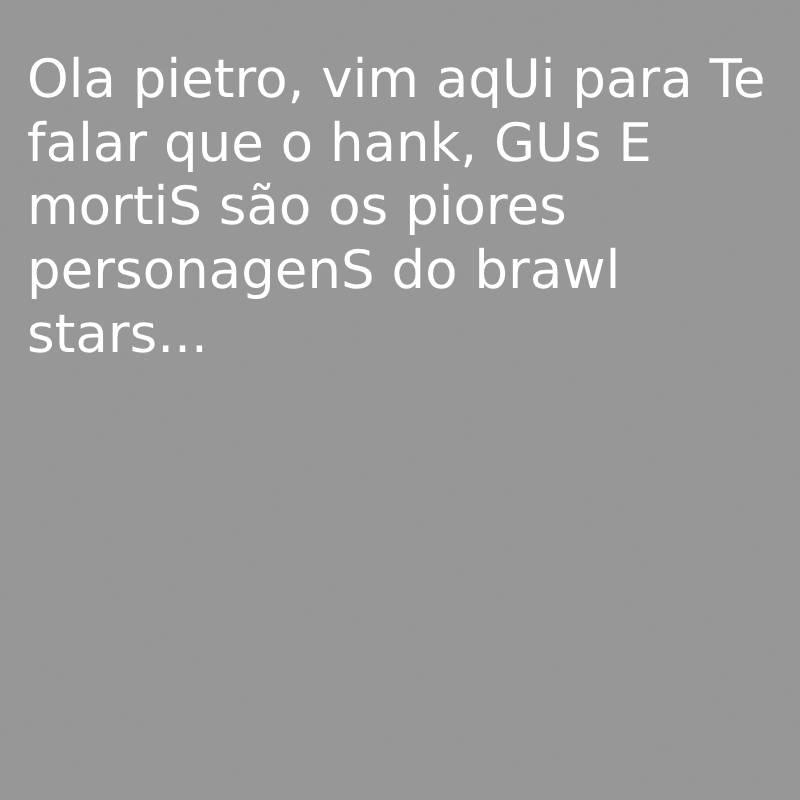 Ola pietro, vim aqUi para Te
falar que o hank, GUs E
mortiS são os piores
personagenS do brawl
stars...